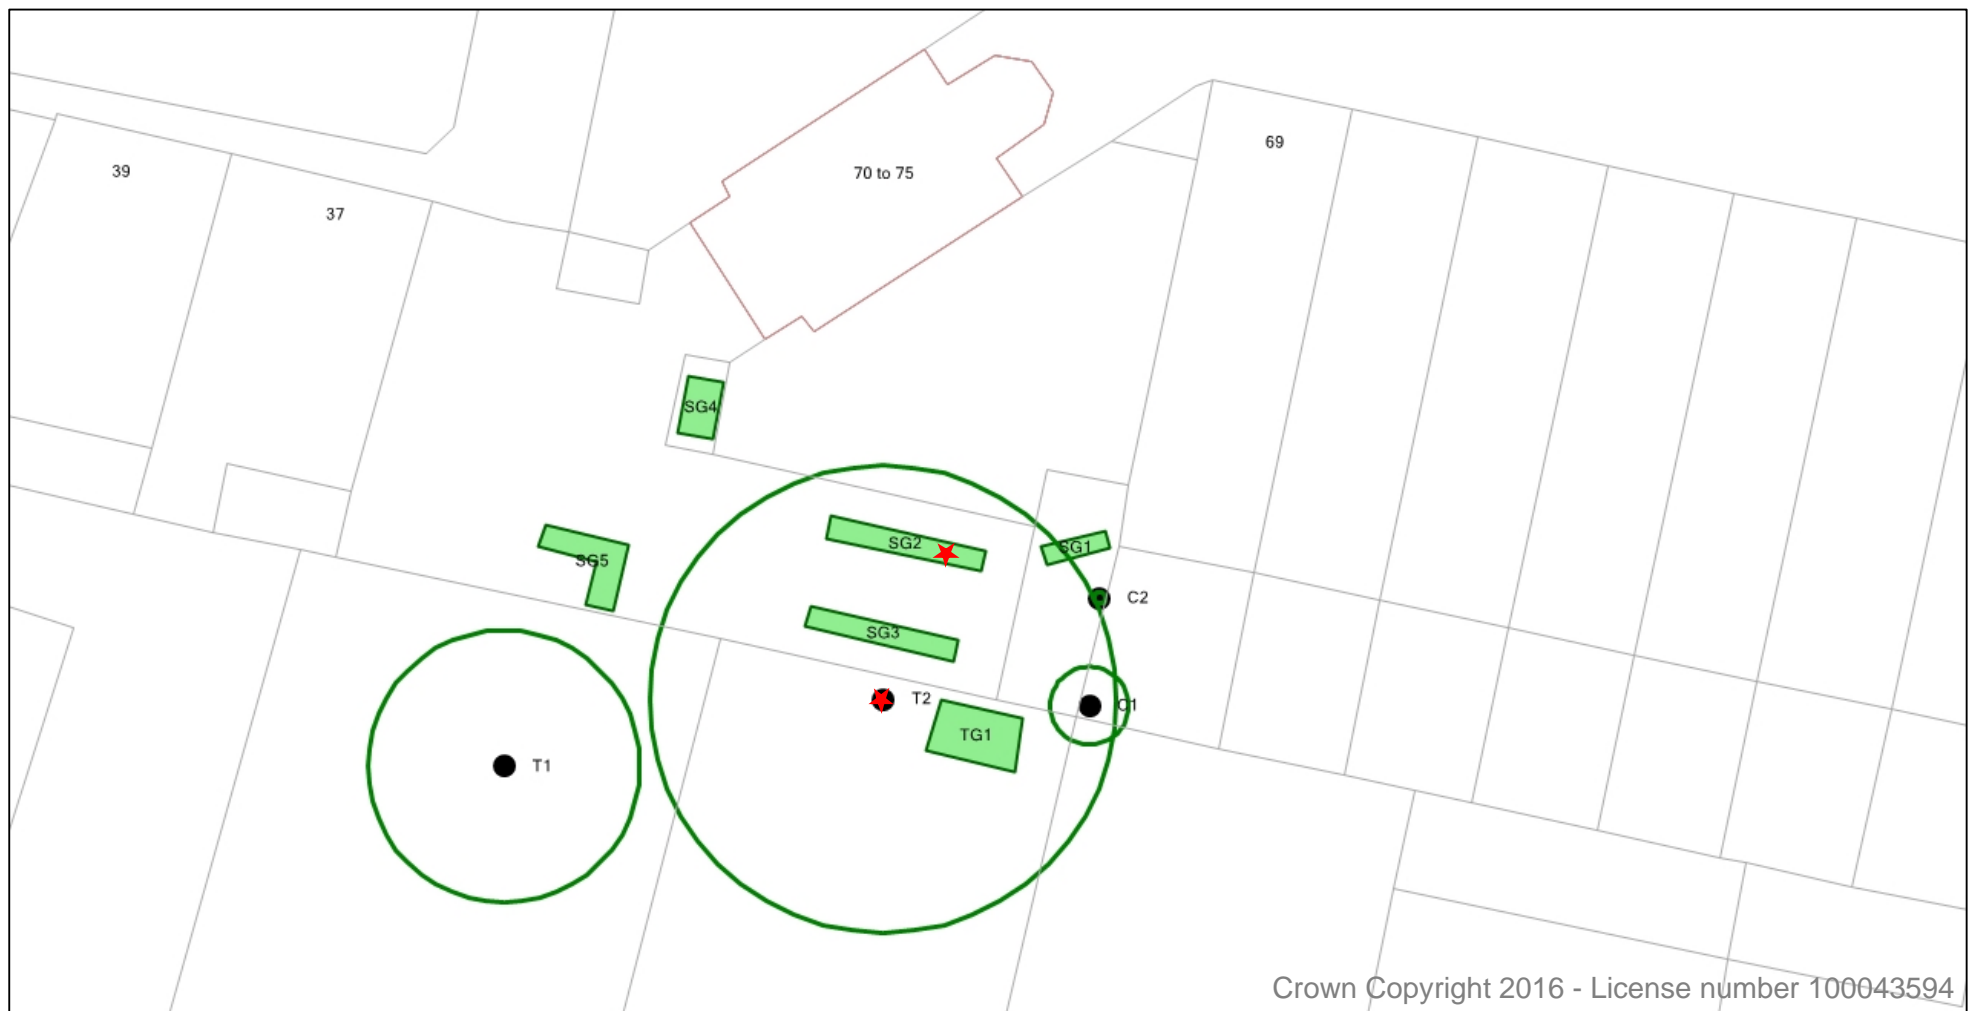 69
39
70 to 75
37
SG4
SG2
SG1
SG5
C2
SG3
T2
C1
TG1
T1
Crown Copyright 2016 - License number 100043594